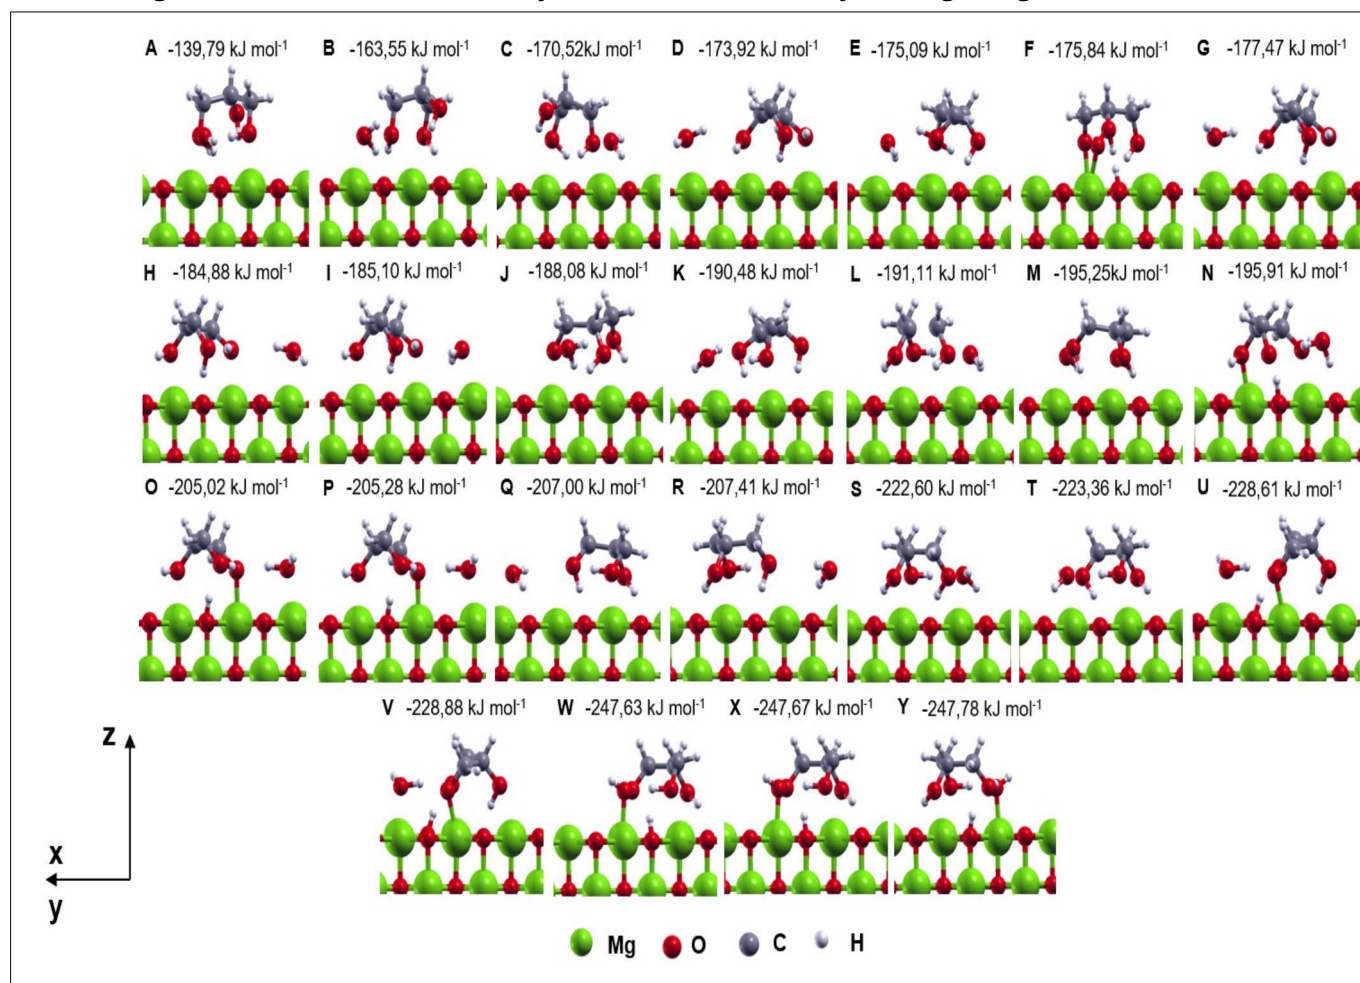 A -139,79 kJ mol-1 B -163,55 kJ mol-1 C -170,52kJ mol-1 D -173,92 kJ mol-1 E -175,09 kJ mol-1 F -175,84 kJ mol-1 G -177,47 kJ mol-1
H -184,88 kJ mol-1 I -185,10 kJ mol-1 J -188,08 kJ mol-1 K -190,48 kJ mol-1 L -191,11 kJ mol-1 M -195,25kJ mol-1 N -195,91 kJ mol-1
O -205,02 kJ mol-1 P -205,28 kJ mol-1 Q -207,00 kJ mol-1 R -207,41 kJ mol-1 S -222,60 kJ mol-1 T -223,36 kJ mol-1 U -228,61 kJ mol-1
V -228,88 kJ mol-1 W -247,63 kJ mol-1 X -247,67 kJ mol-1 Y -247,78 kJ mol-1
z
x
y
Mg O C H